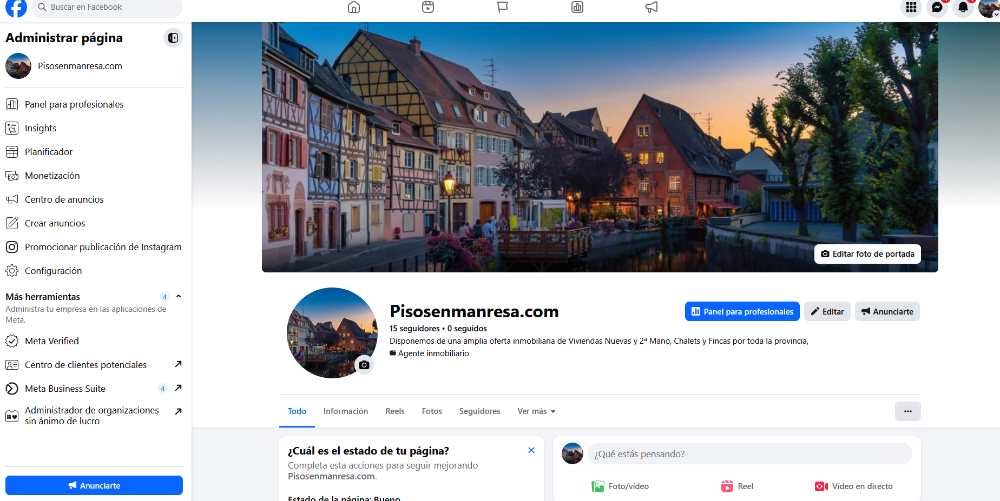 Buscar en Facebook
Administrar página
Pisosenmanresa.com
Panel para profesionales
Insights
Planificador
Monetización
Centro de anuncios
Crear anuncios
Promocionar publicación de Instagram
Configuración
Más herramientas 4
Administra tu empresa en las aplicaciones de
Meta.
Meta Verified
Centro de clientes potenciales
Meta Business Suite 4
Administrador de organizaciones
sin ánimo de lucro
Anunciarte
Editar foto de portada
Pisosenmanresa.com
15 seguidores • 0 seguidos
Disponemos de una amplia oferta inmobiliaria de Viviendas Nuevas y 2ª Mano, Chalets y Fincas por toda la provincia,
Agente inmobiliario
Panel para profesionales
Editar
Anunciarte
Todo Información Reels Fotos Seguidores Ver más
¿Cuál es el estado de tu página?
Completa esta acciones para seguir mejorando
Pisosenmanresa.com.
Estado de la página: Bueno
¿Qué estás pensando?
Foto/vídeo Reel Vídeo en directo